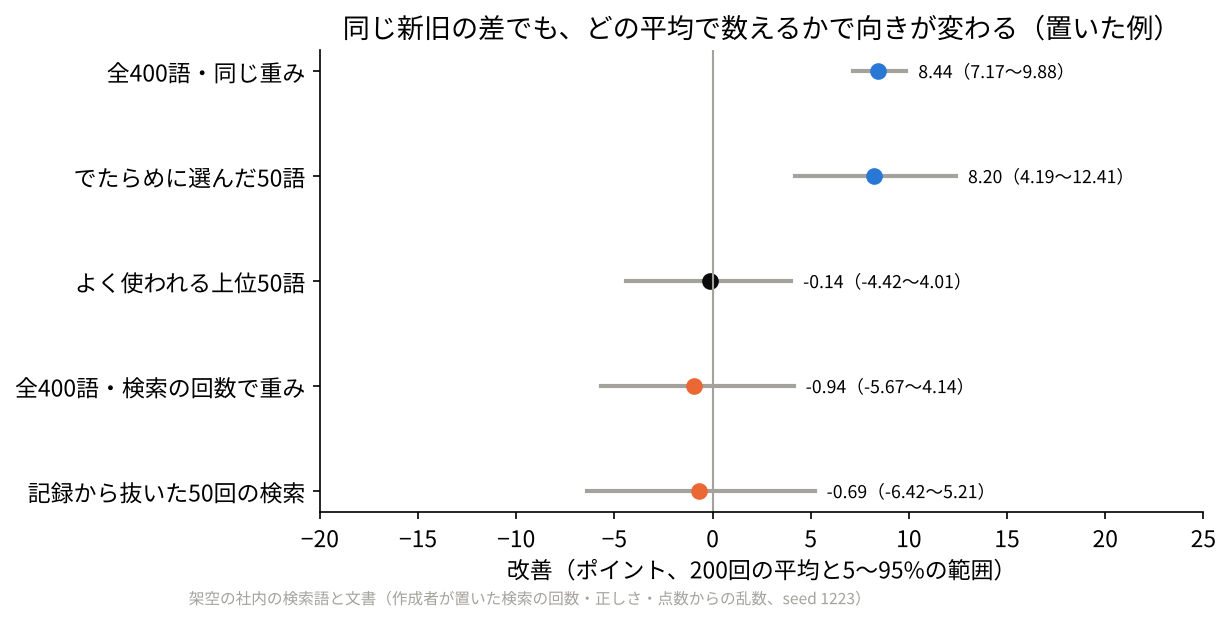 同じ新旧の差でも、どの平均で数えるかで向きが変わる（置いた例）
全400語・同じ重み
8.44（7.17～9.88）
でたらめに選んだ50語
8.20（4.19～12.41）
よく使われる上位50語
-0.14（-4.42～4.01）
全400語・検索の回数で重み
-0.94（-5.67～4.14）
記録から抜いた50回の検索
-0.69（-6.42～5.21）
−20 −15 −10 −5 0 5 10 15 20 25
改善（ポイント、200回の平均と5～95%の範囲）
架空の社内の検索語と文書（作成者が置いた検索の回数・正しさ・点数からの乱数、seed 1223）